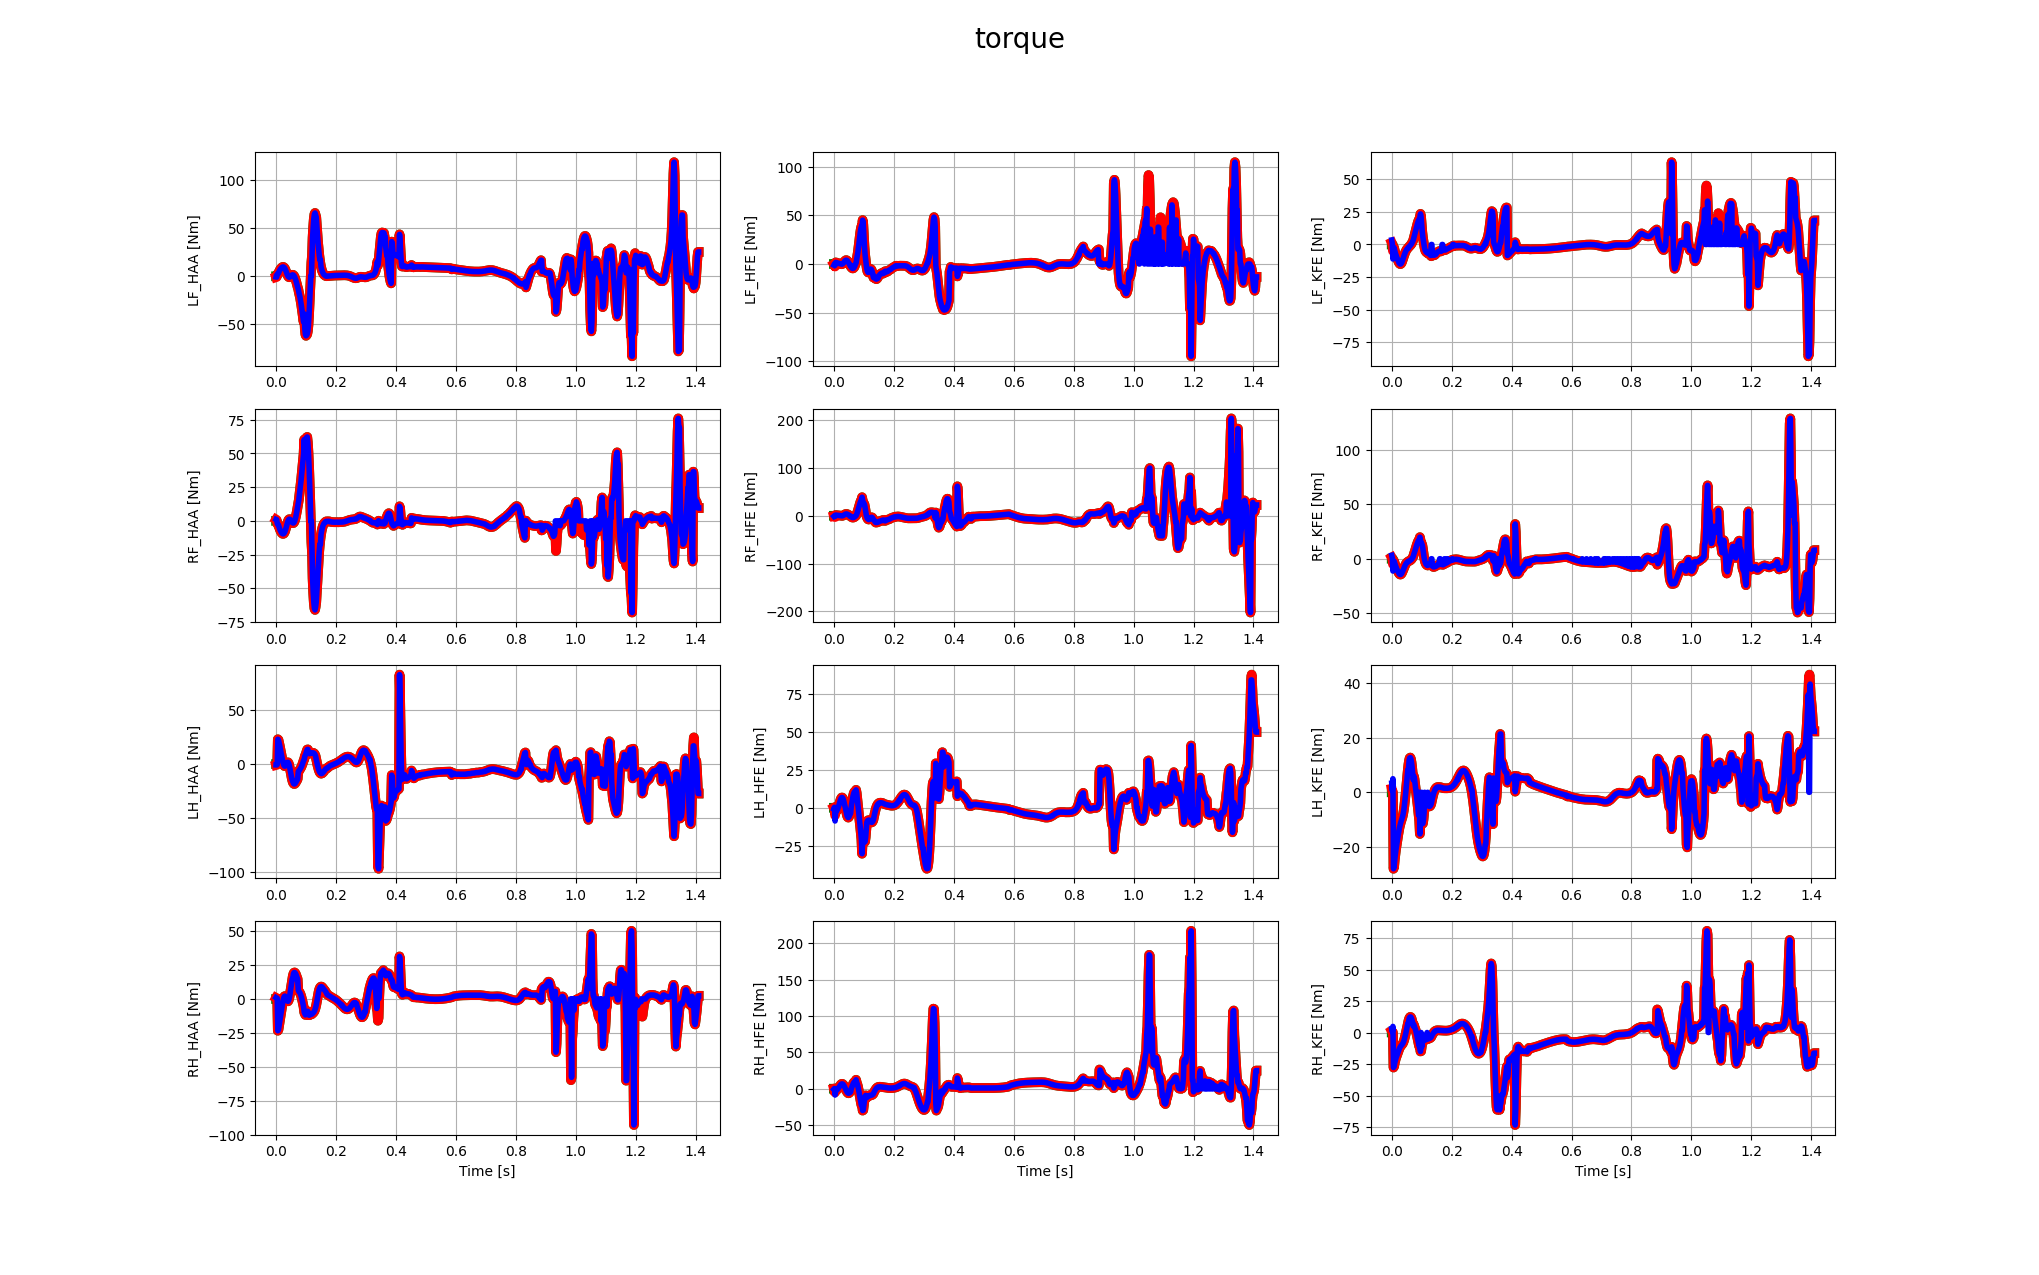 torque
LF_HAA [Nm]
100
50
0
−50
0.0 0.2 0.4 0.6 0.8 1.0 1.2 1.4
LF_HFE [Nm]
100
50
0
−50
−100
0.0 0.2 0.4 0.6 0.8 1.0 1.2 1.4
LF_KFE [Nm]
50
25
0
−25
−50
−75
0.0 0.2 0.4 0.6 0.8 1.0 1.2 1.4
RF_HAA [Nm]
75
50
25
0
−25
−50
−75
0.0 0.2 0.4 0.6 0.8 1.0 1.2 1.4
RF_HFE [Nm]
200
100
0
−100
−200
0.0 0.2 0.4 0.6 0.8 1.0 1.2 1.4
RF_KFE [Nm]
100
50
0
−50
0.0 0.2 0.4 0.6 0.8 1.0 1.2 1.4
LH_HAA [Nm]
50
0
−50
−100
0.0 0.2 0.4 0.6 0.8 1.0 1.2 1.4
LH_HFE [Nm]
75
50
25
0
−25
0.0 0.2 0.4 0.6 0.8 1.0 1.2 1.4
LH_KFE [Nm]
40
20
0
−20
0.0 0.2 0.4 0.6 0.8 1.0 1.2 1.4
RH_HAA [Nm]
50
25
0
−25
−50
−75
−100
0.0 0.2 0.4 0.6 0.8 1.0 1.2 1.4
Time [s]
RH_HFE [Nm]
200
150
100
50
0
−50
0.0 0.2 0.4 0.6 0.8 1.0 1.2 1.4
Time [s]
RH_KFE [Nm]
75
50
25
0
−25
−50
−75
0.0 0.2 0.4 0.6 0.8 1.0 1.2 1.4
Time [s]